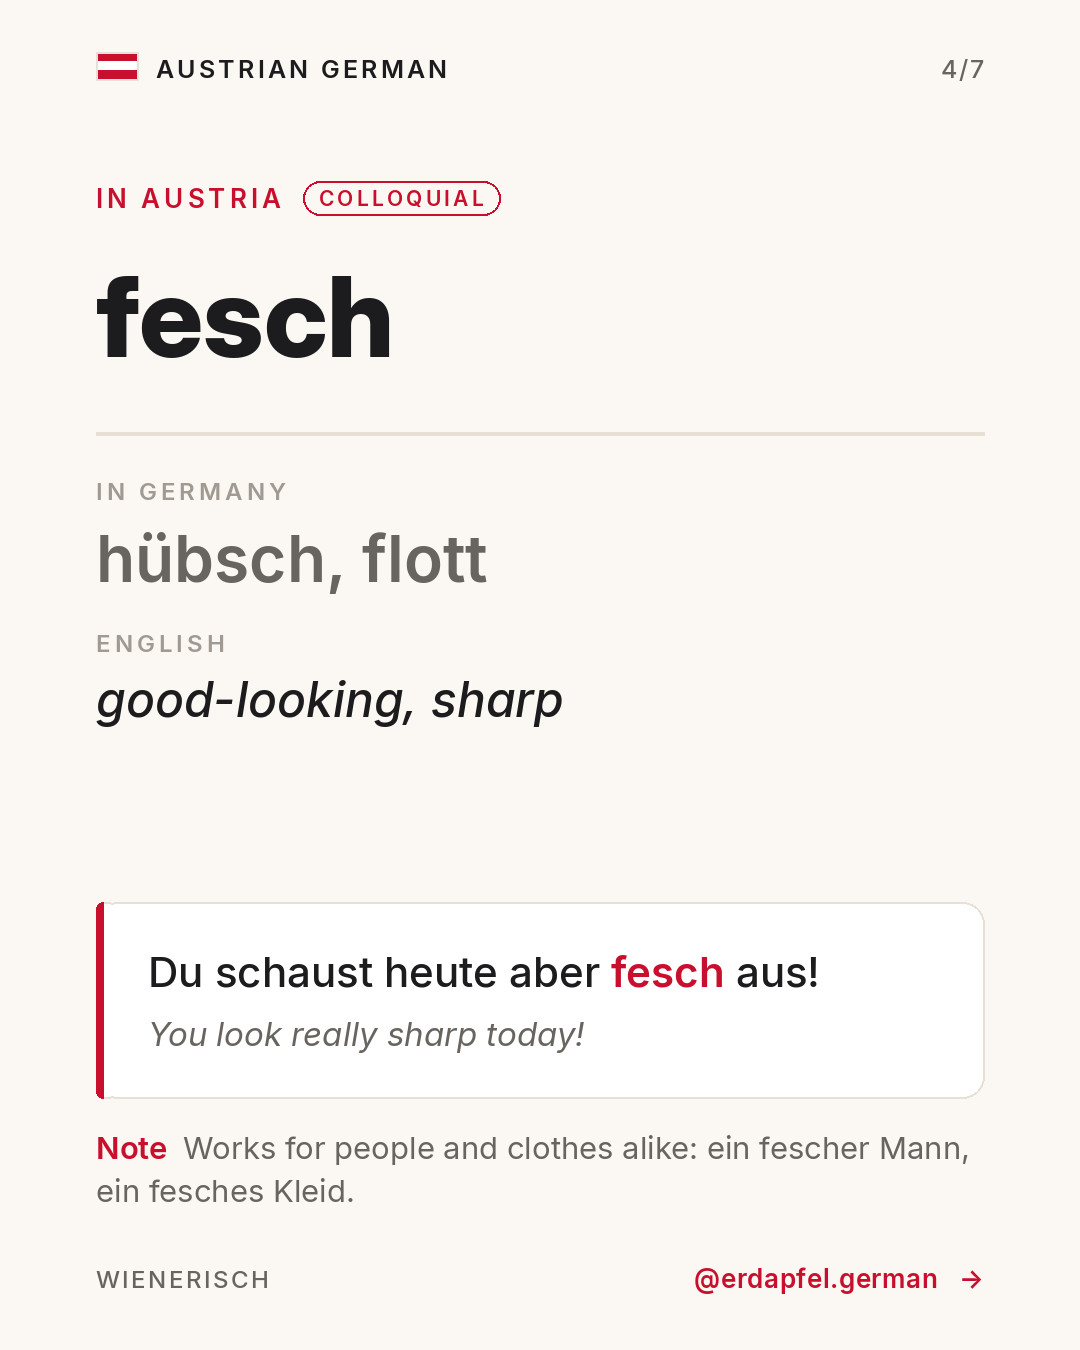 AUSTRIAN GERMAN
4/7
IN AUSTRIA COLLOQUIAL
fesch
IN GERMANY
hübsch, flott
ENGLISH
good-looking, sharp
Du schaust heute aber fesch aus!
You look really sharp today!
Note Works for people and clothes alike: ein fescher Mann,
ein fesches Kleid.
WIENERISCH
@erdapfel.german →